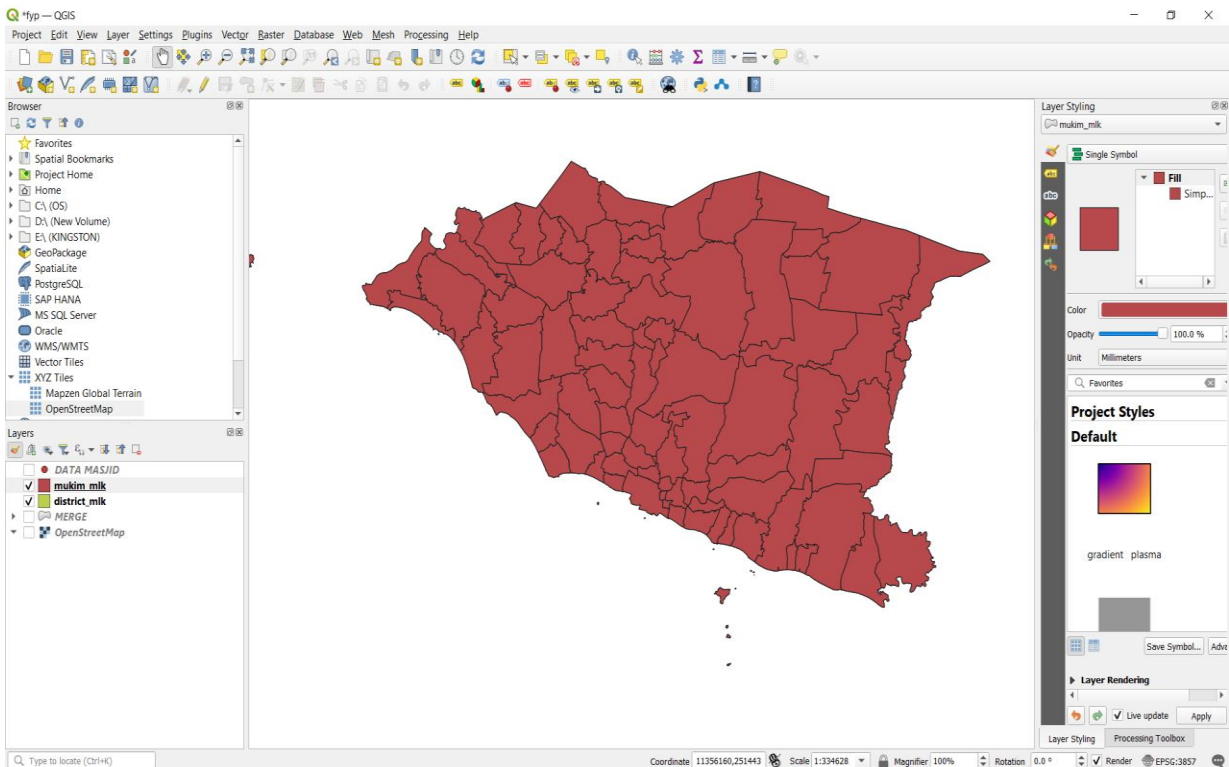 *fyp — QGIS
Project Edit View Layer Settings Plugins Vector Raster Database Web Mesh Processing Help
Browser
Favorites
Spatial Bookmarks
Project Home
Home
C:\ (OS)
D:\ (New Volume)
E:\ (KINGSTON)
GeoPackage
SpatiaLite
PostgreSQL
SAP HANA
MS SQL Server
Oracle
WMS/WMTS
Vector Tiles
XYZ Tiles
Mapzen Global Terrain
OpenStreetMap
Layers
DATA MASJID
mukim_mlk
district_mlk
MERGE
OpenStreetMap
Layer Styling
mukim_mlk
Single Symbol
Fill
Simp...
Color
Opacity 100.0 %
Unit Millimeters
Favorites
Project Styles
Default
gradient plasma
Save Symbol...
Layer Rendering
Live update Apply
Layer Styling Processing Toolbox
Type to locate (Ctrl+K) Coordinate 11356160,251443 Scale 1:334628 Magnifier 100% Rotation 0.0 ° Render EPSG:3857